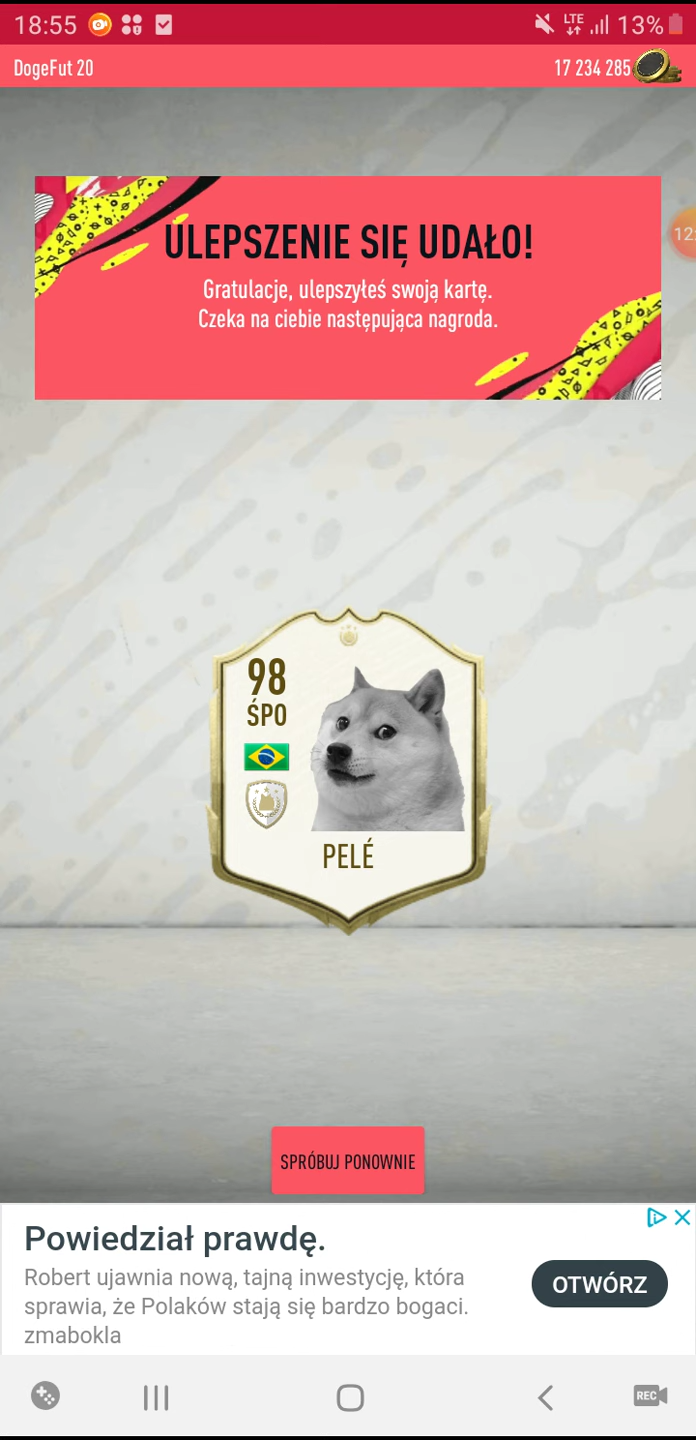 18:55 LTE 13%
DogeFut 20 17 234 285
12:
ULEPSZENIE SIĘ UDAŁO!
Gratulacje, ulepszyłeś swoją kartę.
Czeka na ciebie następująca nagroda.
98
ŚPO
PELÉ
SPRÓBUJ PONOWNIE
Powiedział prawdę.
Robert ujawnia nową, tajną inwestycję, która
sprawia, że Polaków stają się bardzo bogaci.
zmabokla
OTWÓRZ
REC